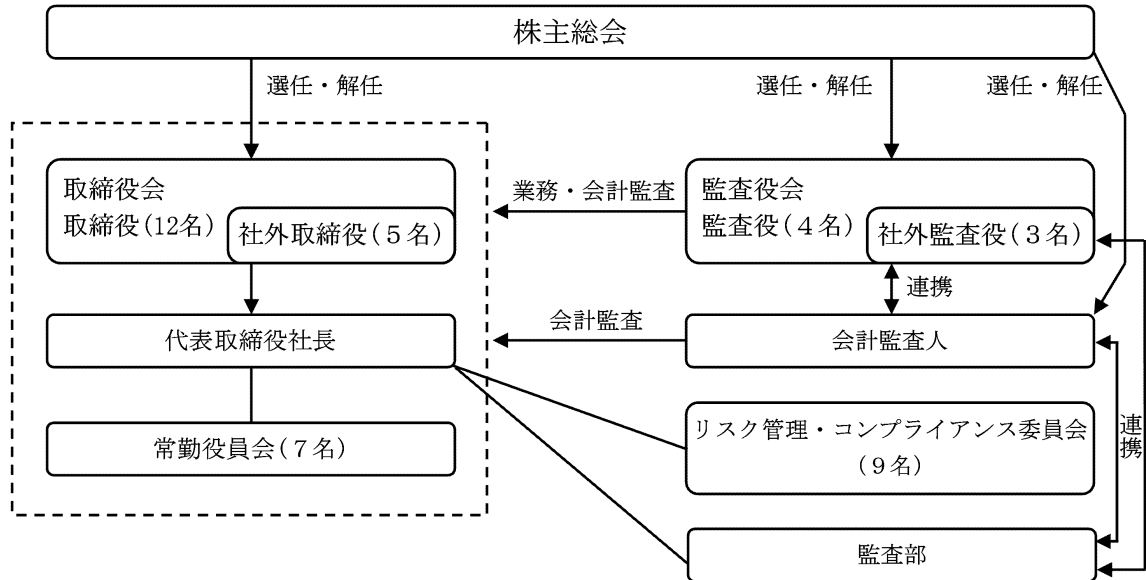 株主総会
選任・解任
選任・解任
選任・解任
取締役会
取締役(12名)
社外取締役(５名)
業務・会計監査
監査役会
監査役(４名)
社外監査役(３名)
連携
代表取締役社長
会計監査
会計監査人
常勤役員会(７名)
リスク管理・コンプライアンス委員会
(９名)
連携
監査部